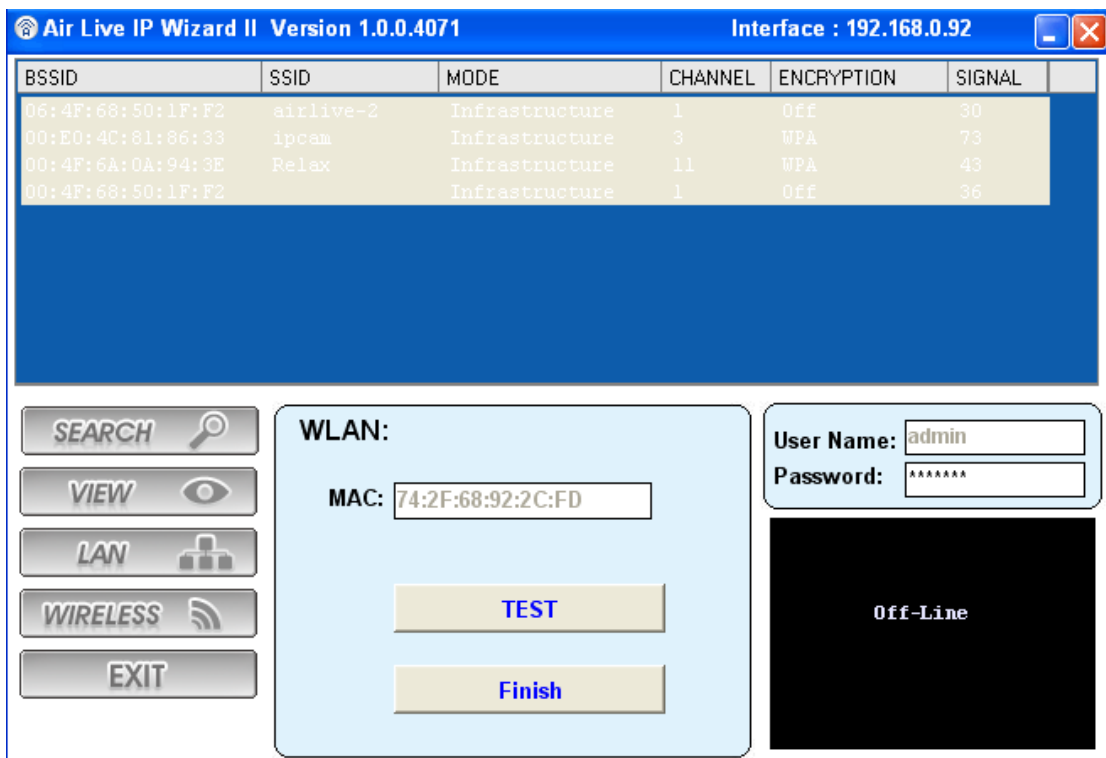 Air Live IP Wizard II Version 1.0.0.4071 Interface : 192.168.0.92
BSSID SSID MODE CHANNEL ENCRYPTION SIGNAL
06:4F:68:50:1F:F2 airlive-2 Infrastructure 1 Off 30
00:E0:4C:81:86:33 ipcam Infrastructure 3 WPA 73
00:4F:6A:0A:94:3E Relax Infrastructure 11 WPA 43
00:4F:68:50:1F:F2 Infrastructure 1 Off 36
SEARCH
VIEW
LAN
WIRELESS
EXIT
WLAN:
MAC: 74:2F:68:92:2C:FD
TEST
Finish
User Name: admin
Password: *******
Off-Line